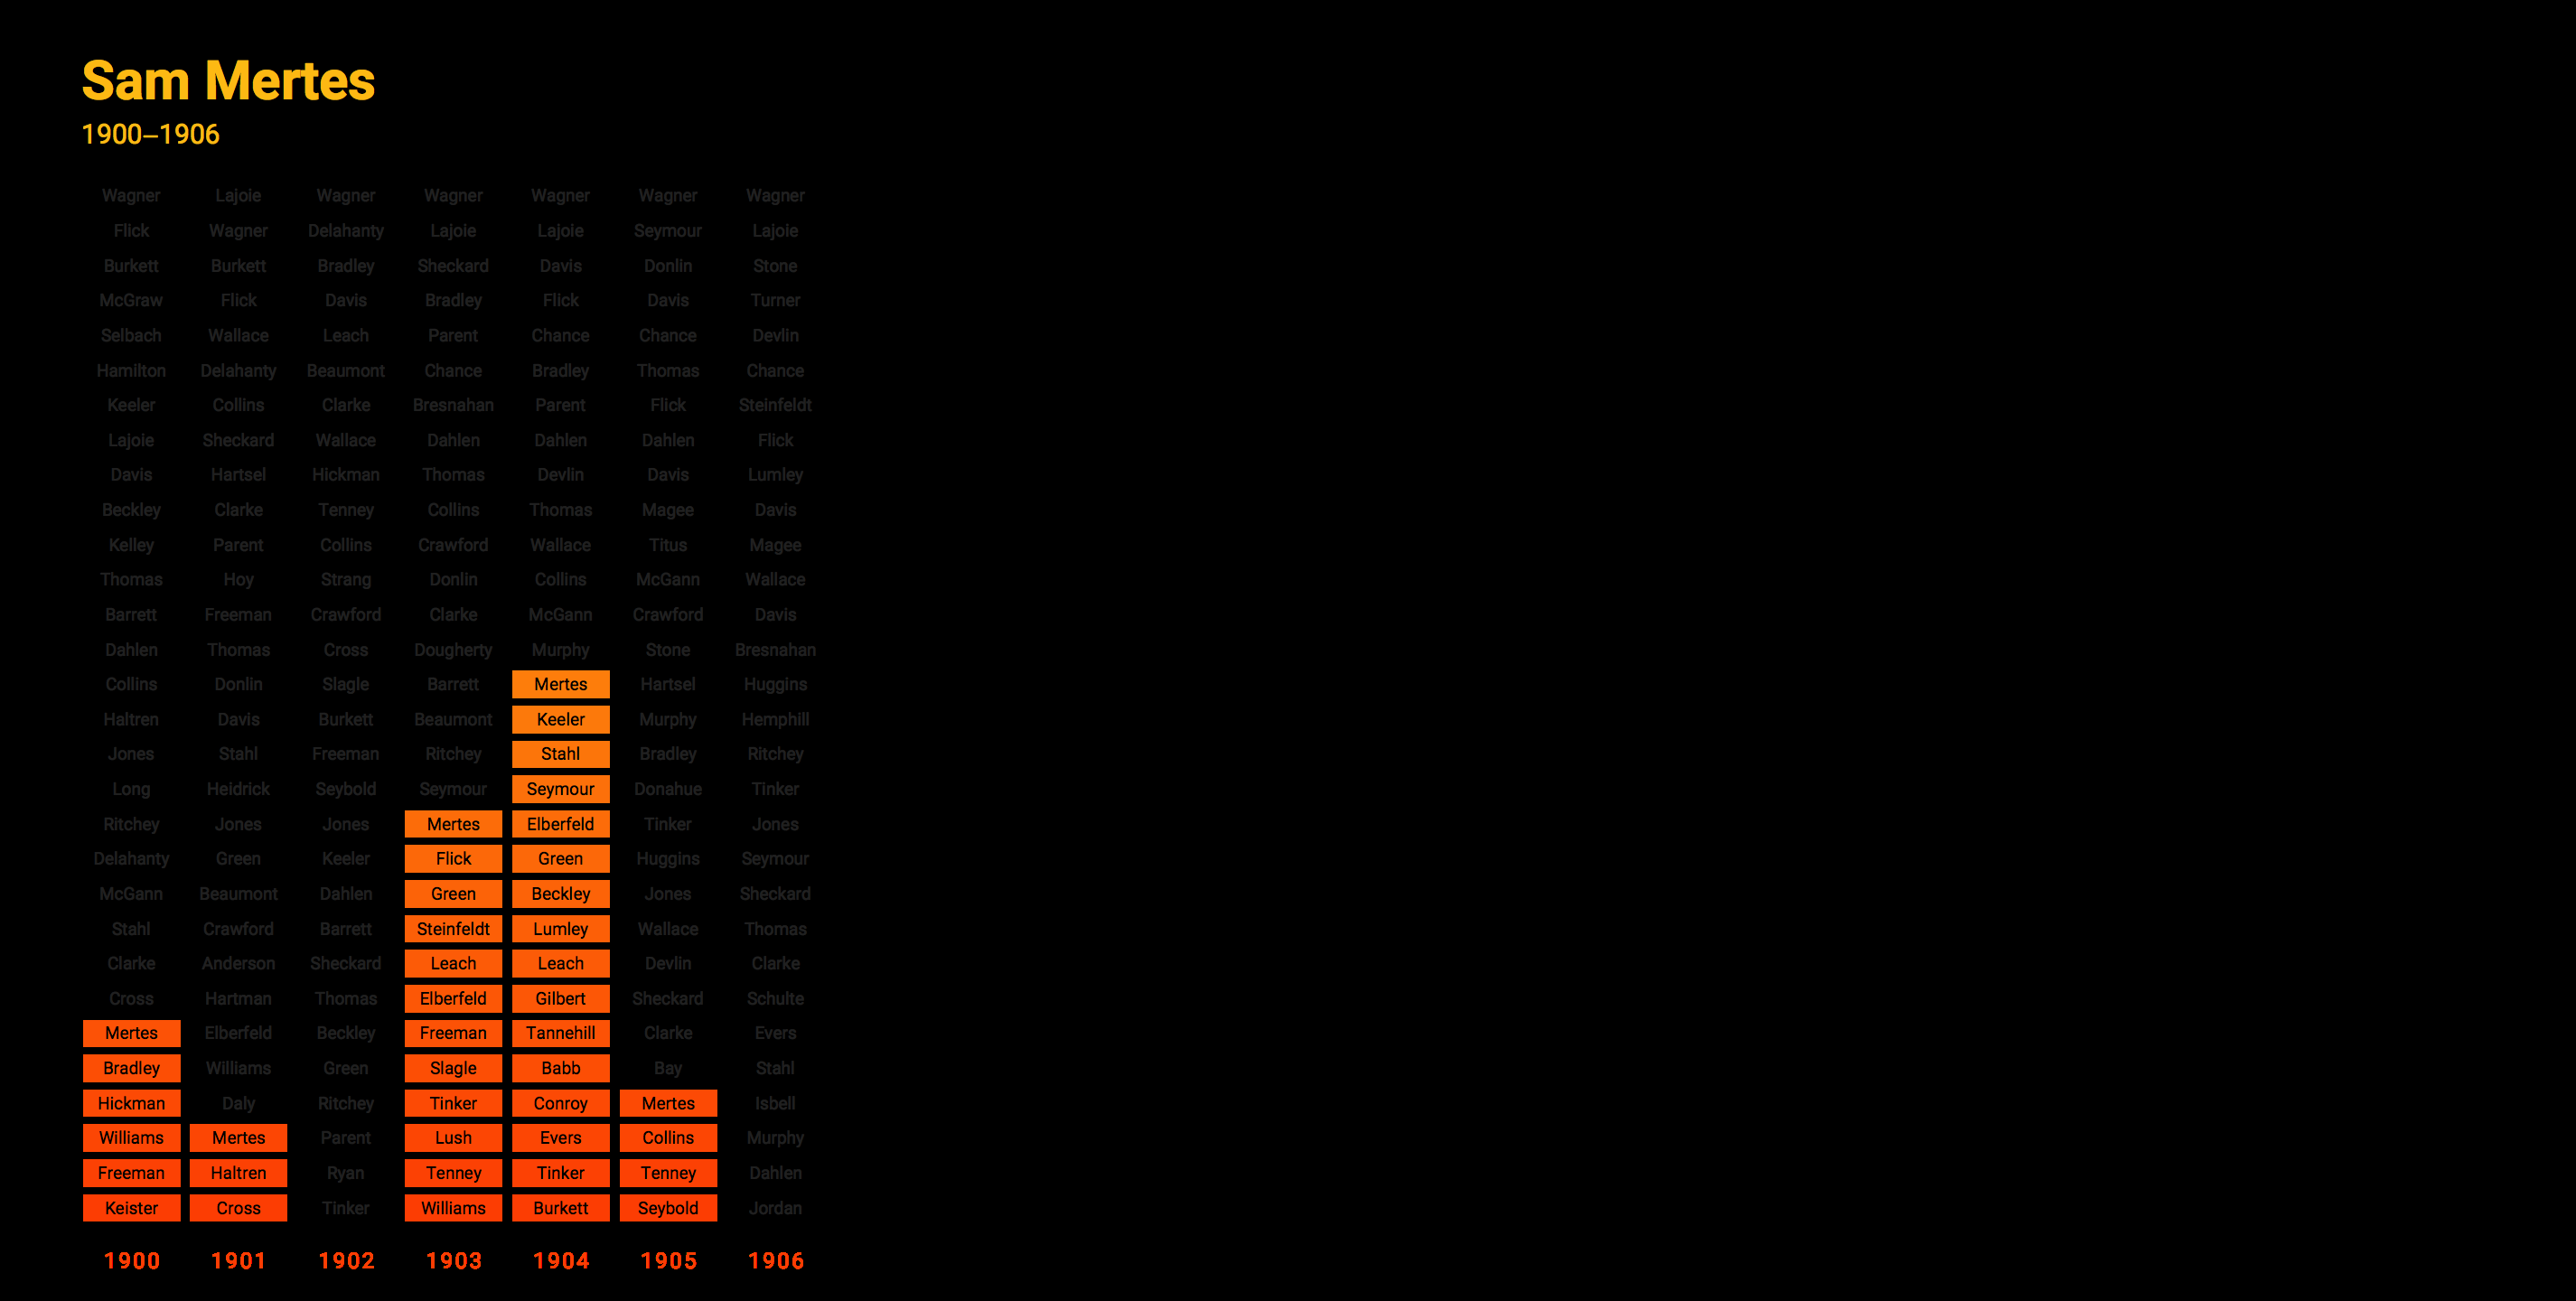 Sam Mertes
1900–1906
Wagner Lajoie Wagner Wagner Wagner Wagner Wagner
Flick Wagner Delahanty Lajoie Lajoie Seymour Lajoie
Burkett Burkett Bradley Sheckard Davis Donlin Stone
McGraw Flick Davis Bradley Flick Davis Turner
Selbach Wallace Leach Parent Chance Chance Devlin
Hamilton Delahanty Beaumont Chance Bradley Thomas Chance
Keeler Collins Clarke Bresnahan Parent Flick Steinfeldt
Lajoie Sheckard Wallace Dahlen Dahlen Dahlen Flick
Davis Hartsel Hickman Thomas Devlin Davis Lumley
Beckley Clarke Tenney Collins Thomas Magee Davis
Kelley Parent Collins Crawford Wallace Titus Magee
Thomas Hoy Strang Donlin Collins McGann Wallace
Barrett Freeman Crawford Clarke McGann Crawford Davis
Dahlen Thomas Cross Dougherty Murphy Stone Bresnahan
Collins Donlin Slagle Barrett Mertes Hartsel Huggins
Haltren Davis Burkett Beaumont Keeler Murphy Hemphill
Jones Stahl Freeman Ritchey Stahl Bradley Ritchey
Long Heidrick Seybold Seymour Seymour Donahue Tinker
Ritchey Jones Jones Mertes Elberfeld Tinker Jones
Delahanty Green Keeler Flick Green Huggins Seymour
McGann Beaumont Dahlen Green Beckley Jones Sheckard
Stahl Crawford Barrett Steinfeldt Lumley Wallace Thomas
Clarke Anderson Sheckard Leach Leach Devlin Clarke
Cross Hartman Thomas Elberfeld Gilbert Sheckard Schulte
Mertes Elberfeld Beckley Freeman Tannehill Clarke Evers
Bradley Williams Green Slagle Babb Bay Stahl
Hickman Daly Ritchey Tinker Conroy Mertes Isbell
Williams Mertes Parent Lush Evers Collins Murphy
Freeman Haltren Ryan Tenney Tinker Tenney Dahlen
Keister Cross Tinker Williams Burkett Seybold Jordan
1900 1901 1902 1903 1904 1905 1906